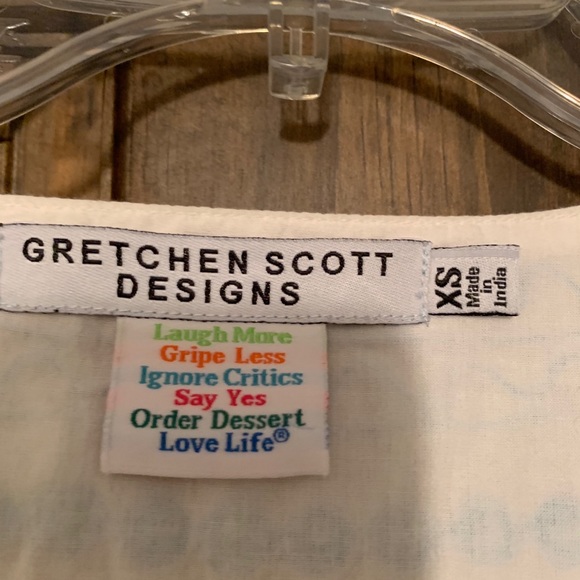 GRETCHEN SCOTT
DESIGNS
XS
Made
in
India
Laugh More
Gripe Less
Ignore Critics
Say Yes
Order Dessert
Love Life®